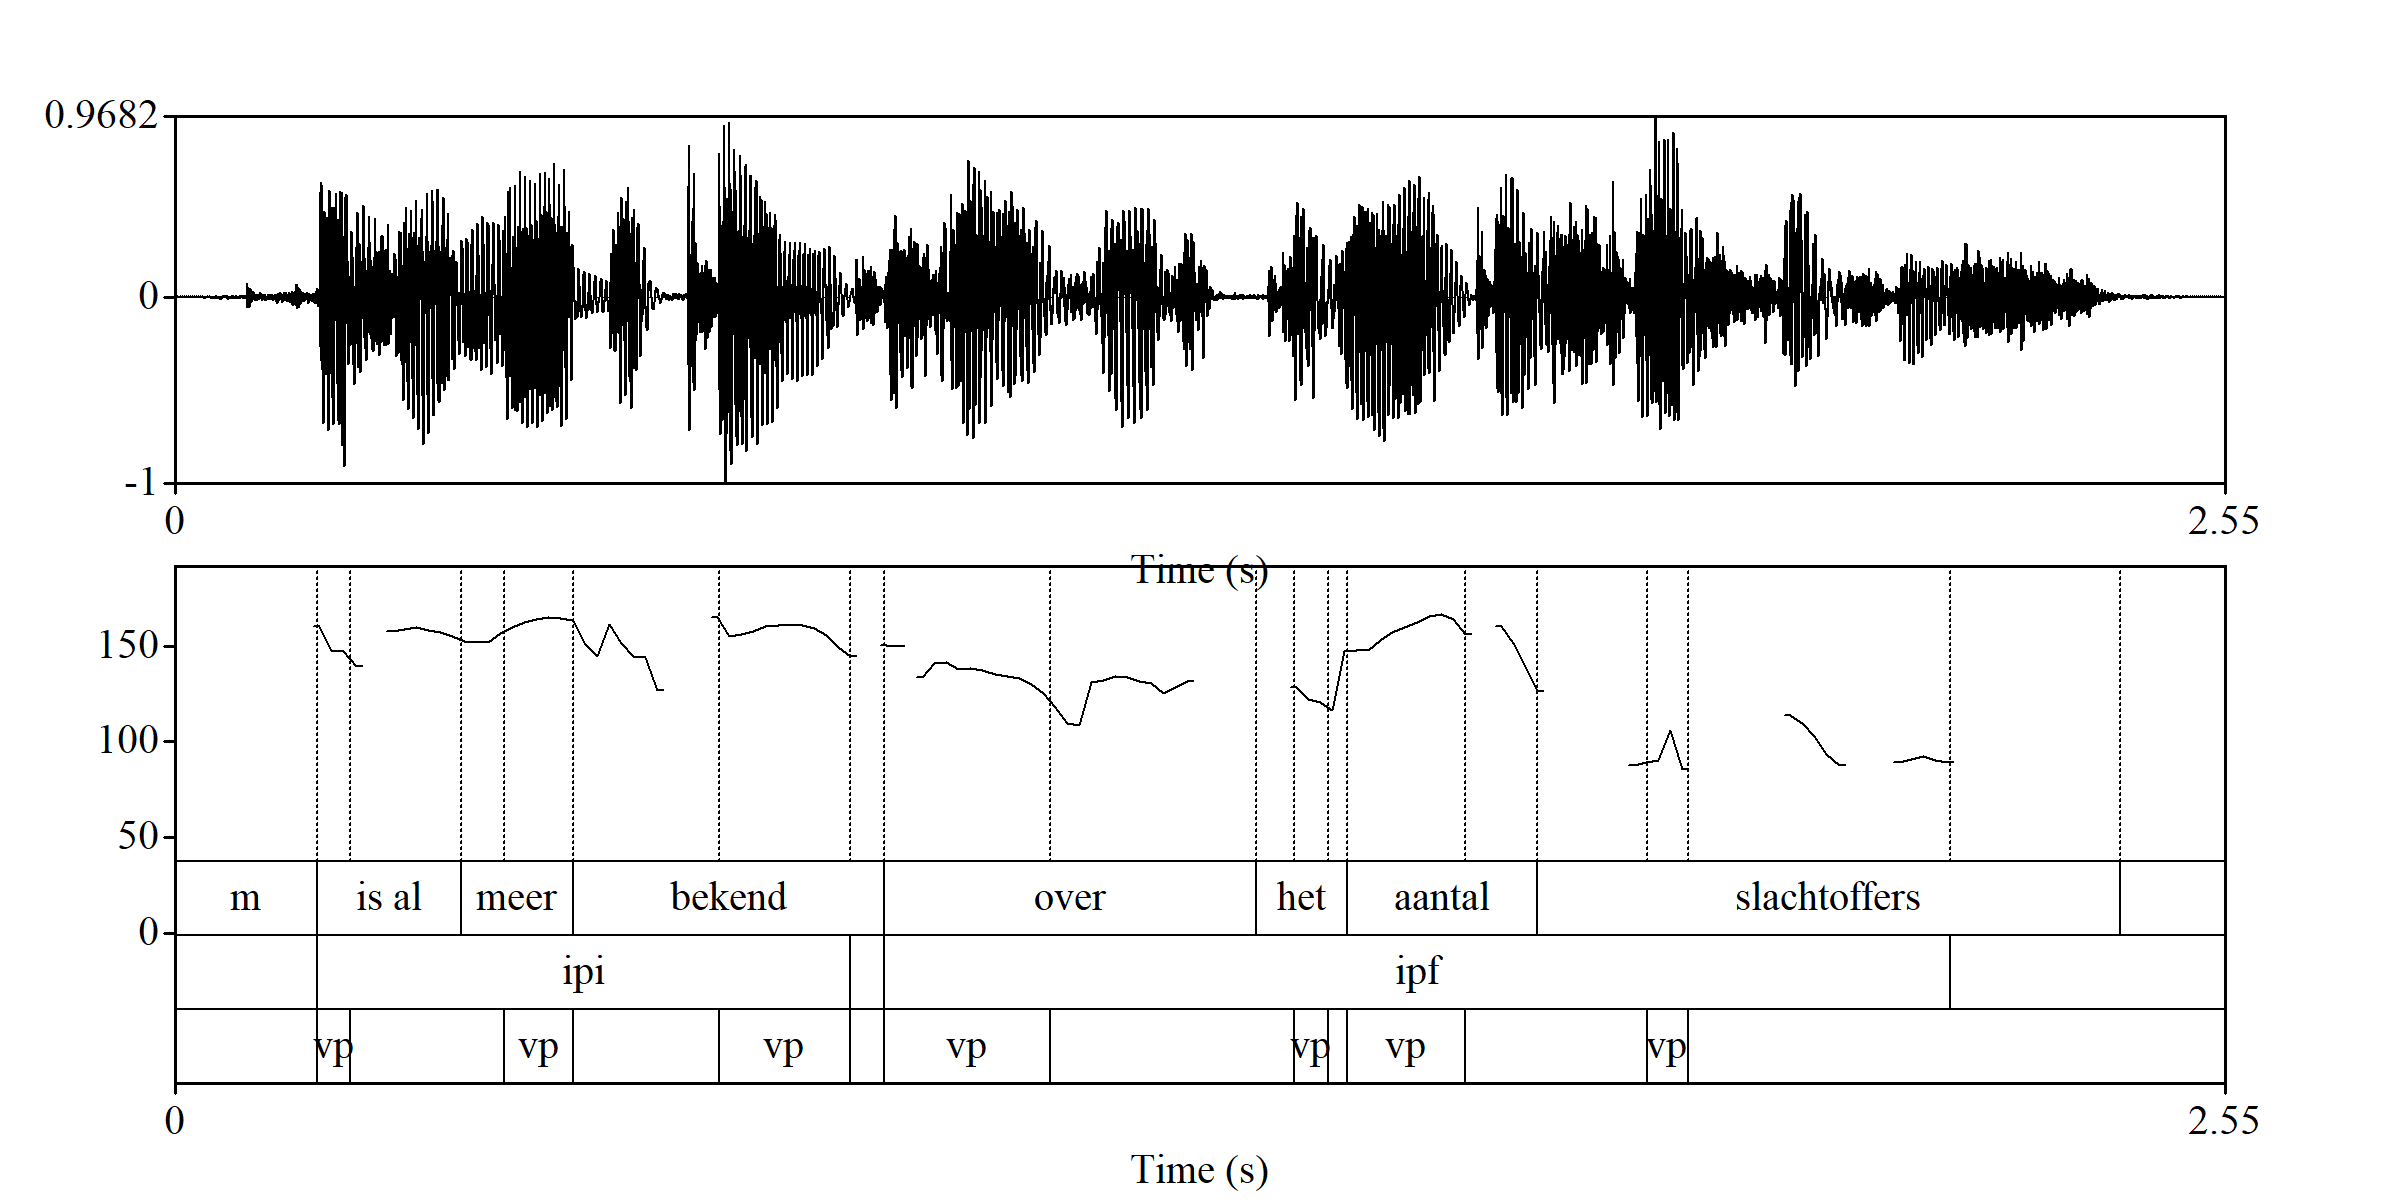 0.9682
0
-1
0 2.55
Time (s)
150
100
50
0
m is al meer bekend over het aantal slachtoffers
ipi ipf
vp vp vp vp vp vp vp
0 2.55
Time (s)